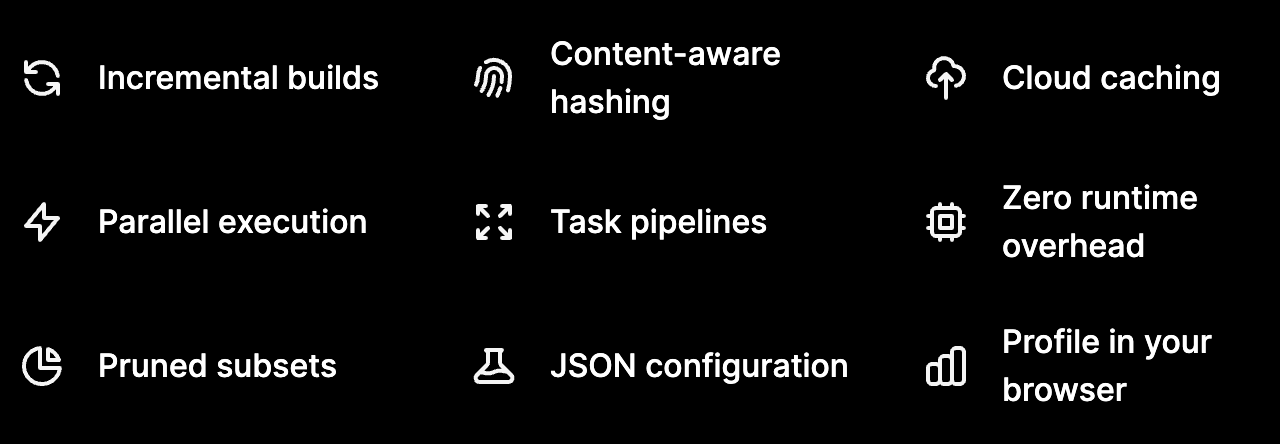 Incremental builds
Content-aware
hashing
Cloud caching
Parallel execution
Task pipelines
Zero runtime
overhead
Pruned subsets
JSON configuration
Profile in your
browser